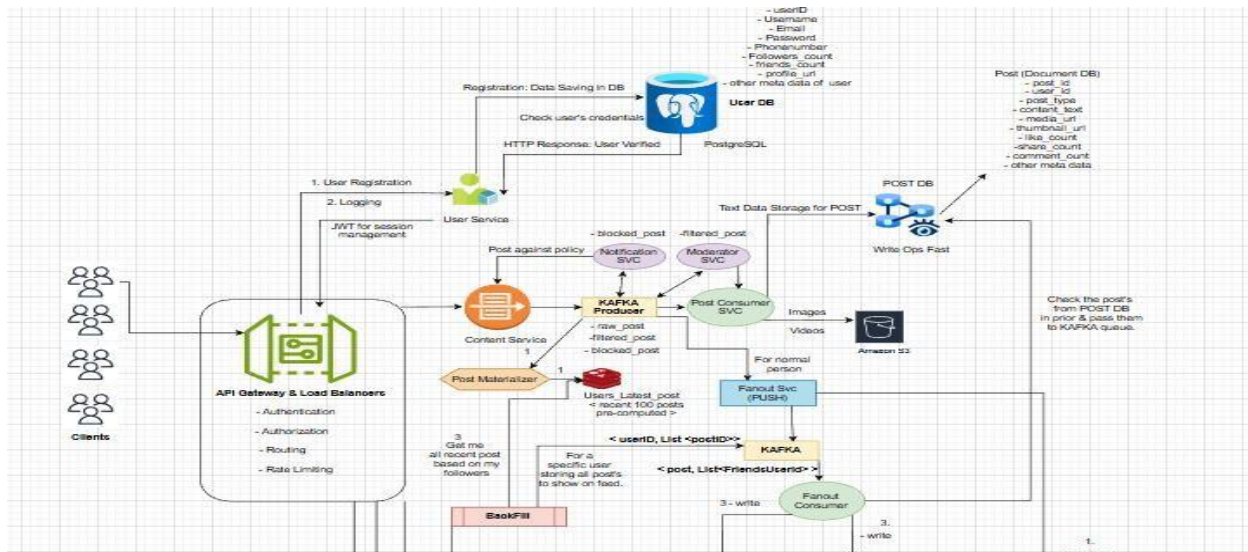 - userID
- Username
- Email
- Password
- Phonenumber
- Followers_count
- friends_count
- profile_url
- other meta data of user
Registration: Data Saving in DB
User DB
Check user's credentials
HTTP Response: User Verified
PostgreSQL
Post (Document DB)
- post_id
- user_id
- post_type
- content_text
- media_url
- thumbnail_url
- like_count
-share_count
- comment_ount
- other meta data
1. User Registration
2. Logging
User Service
JWT for session
management
POST DB
Text Data Storage for POST
Write Ops Fast
- blocked_post
-filtered_post
Post against policy
Notification
SVC
Moderator
SVC
KAFKA
Producer
Post Consumer
SVC
Content Service
- raw_post
-filtered_post
- blocked_post
Images
Videos
Amazon S3
Check the post's
from POST DB
in prior & pass them
to KAFKA queue.
1
Post Materializer
1
Users_Latest_post
< recent 100 posts
pre-computed >
For normal
person
Fanout Svc
(PUSH)
API Gateway & Load Balancers
- Authentication
- Authorization
- Routing
- Rate Limiting
Clients
3
Get me
all recent post
based on my
followers
For a
specific user
storing all post's
to show on feed.
< userID, List <postID>>
KAFKA
< post, List<FriendsUserId> >
BackFill
Fanout
Consumer
3 - write
3.
- write
1.